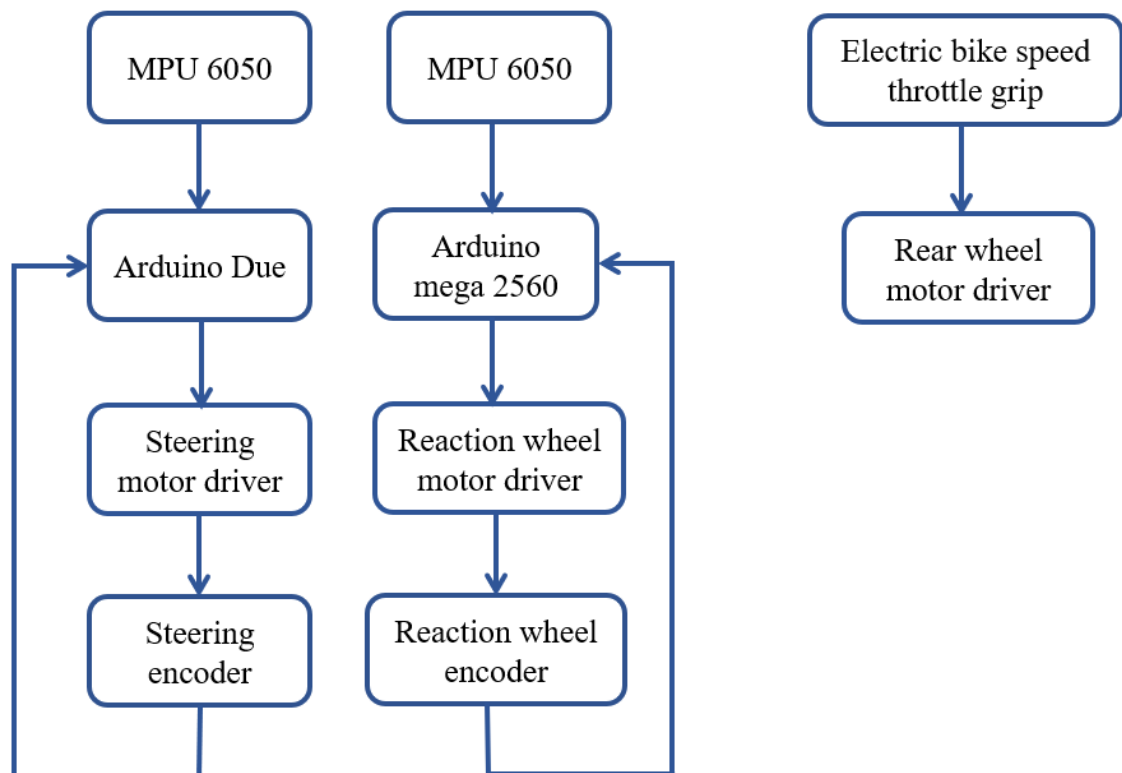 MPU 6050
MPU 6050
Electric bike speed
throttle grip
Arduino Due
Arduino
mega 2560
Rear wheel
motor driver
Steering
motor driver
Reaction wheel
motor driver
Steering
encoder
Reaction wheel
encoder